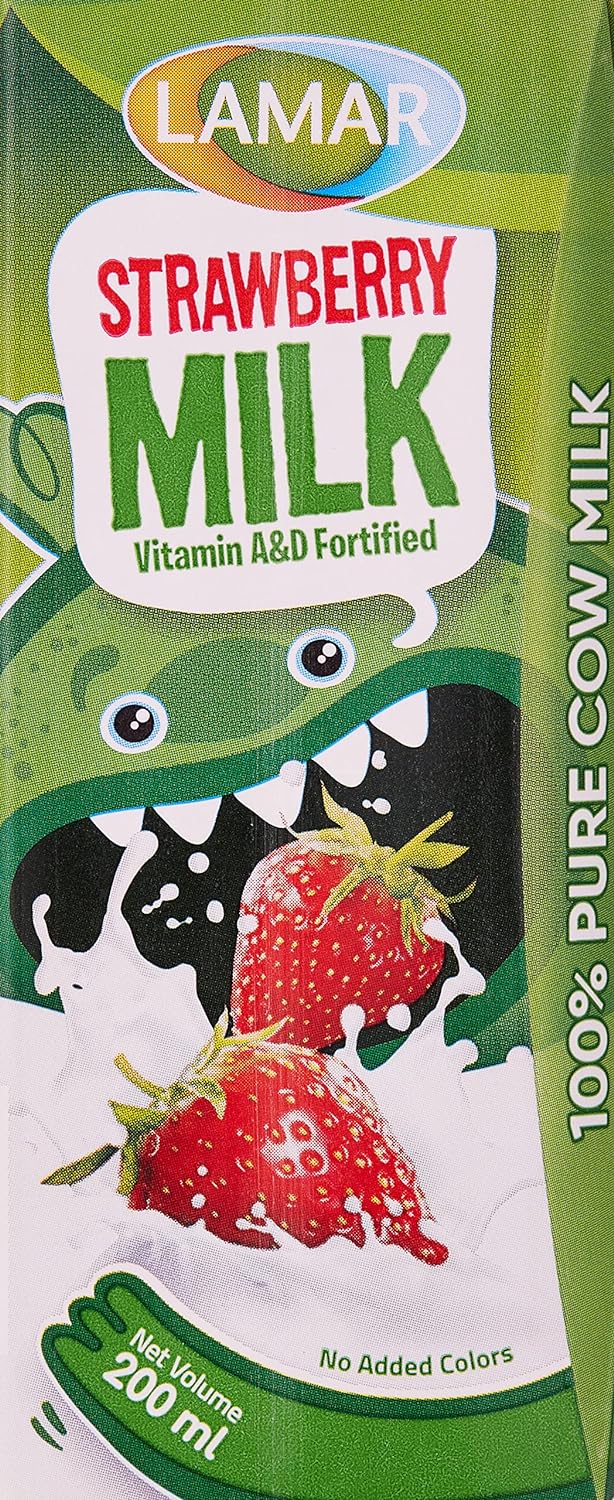 LAMAR
STRAWBERRY
MILK
Vitamin A&D Fortified
100% PURE COW MILK
No Added Colors
Net Volume
200 ml